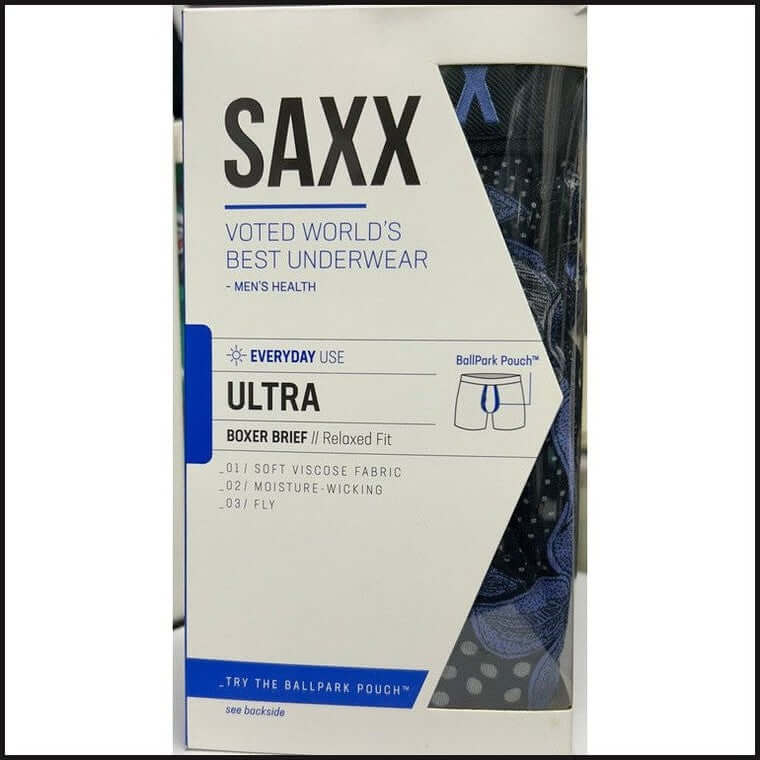 SAXX
VOTED WORLD'S
BEST UNDERWEAR
- MEN'S HEALTH
EVERYDAY USE
BallPark Pouch™
ULTRA
BOXER BRIEF // Relaxed Fit
_01/ SOFT VISCOSE FABRIC
_02/ MOISTURE-WICKING
_03/ FLY
_TRY THE BALLPARK POUCH™
see backside